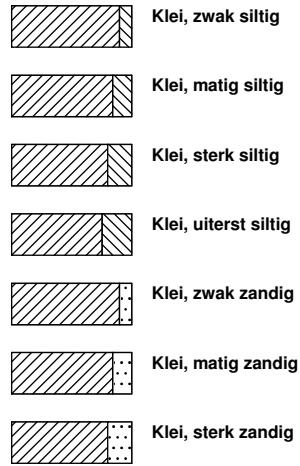 Klei, zwak siltig
Klei, matig siltig
Klei, sterk siltig
Klei, uiterst siltig
Klei, zwak zandig
Klei, matig zandig
Klei, sterk zandig